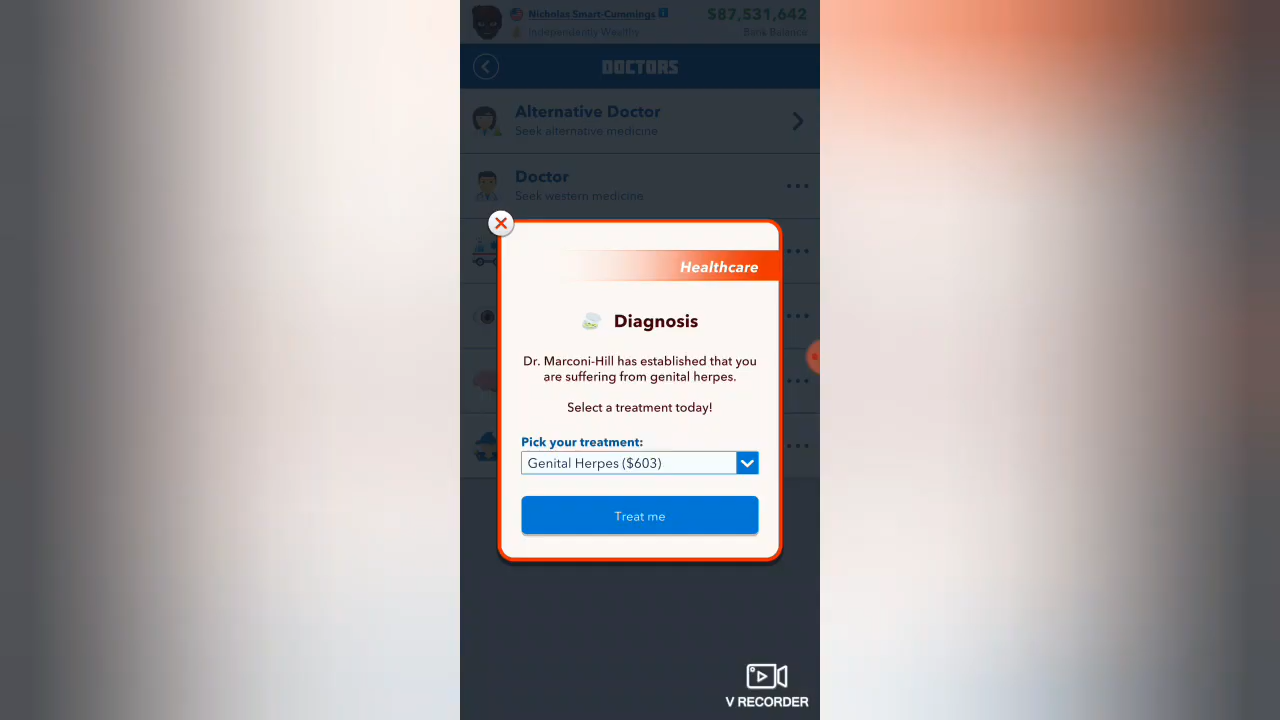 Nicholas Smart-Cummings
$87,531,642
Independently Wealthy
Bank Balance
DOCTORS
Alternative Doctor
Seek alternative medicine
Doctor
Seek western medicine
Healthcare
Diagnosis
Dr. Marconi-Hill has established that you
are suffering from genital herpes.
Select a treatment today!
Pick your treatment:
Genital Herpes ($603)
Treat me
V RECORDER